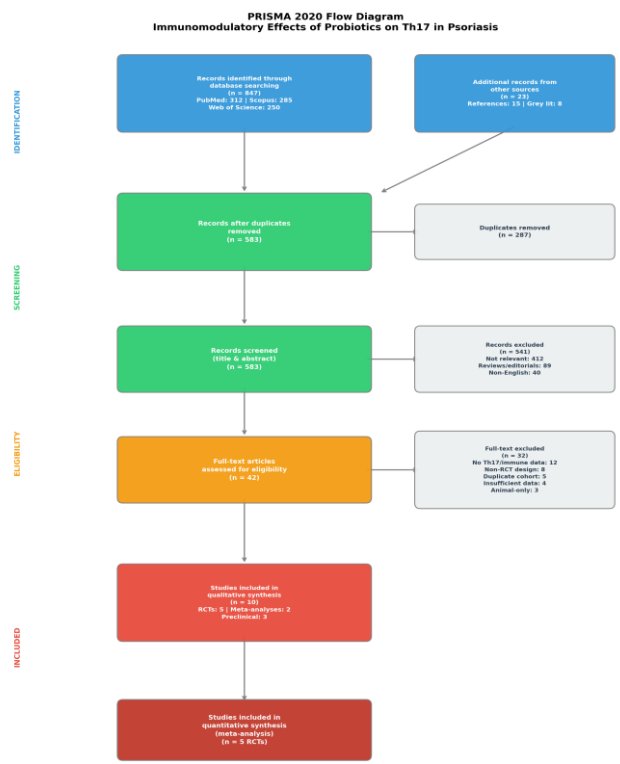 PRISMA 2020 Flow Diagram
Immunomodulatory Effects of Probiotics on Th17 in Psoriasis
IDENTIFICATION
Records identified through
database searching
(n = 847)
PubMed: 312 | Scopus: 285
Web of Science: 250
Additional records from
other sources
(n = 23)
References: 15 | Grey lit: 8
SCREENING
Records after duplicates
removed
(n = 583)
Duplicates removed
(n = 287)
Records screened
(title & abstract)
(n = 583)
Records excluded
(n = 541)
Not relevant: 412
Reviews/editorials: 89
Non-English: 40
ELIGIBILITY
Full-text articles
assessed for eligibility
(n = 42)
Full-text excluded
(n = 32)
No Th17/immune data: 12
Non-RCT design: 8
Duplicate cohort: 5
Insufficient data: 4
Animal-only: 3
INCLUDED
Studies included in
qualitative synthesis
(n = 10)
RCTs: 5 | Meta-analyses: 2
Preclinical: 3
Studies included in
quantitative synthesis
(meta-analysis)
(n = 5 RCTs)